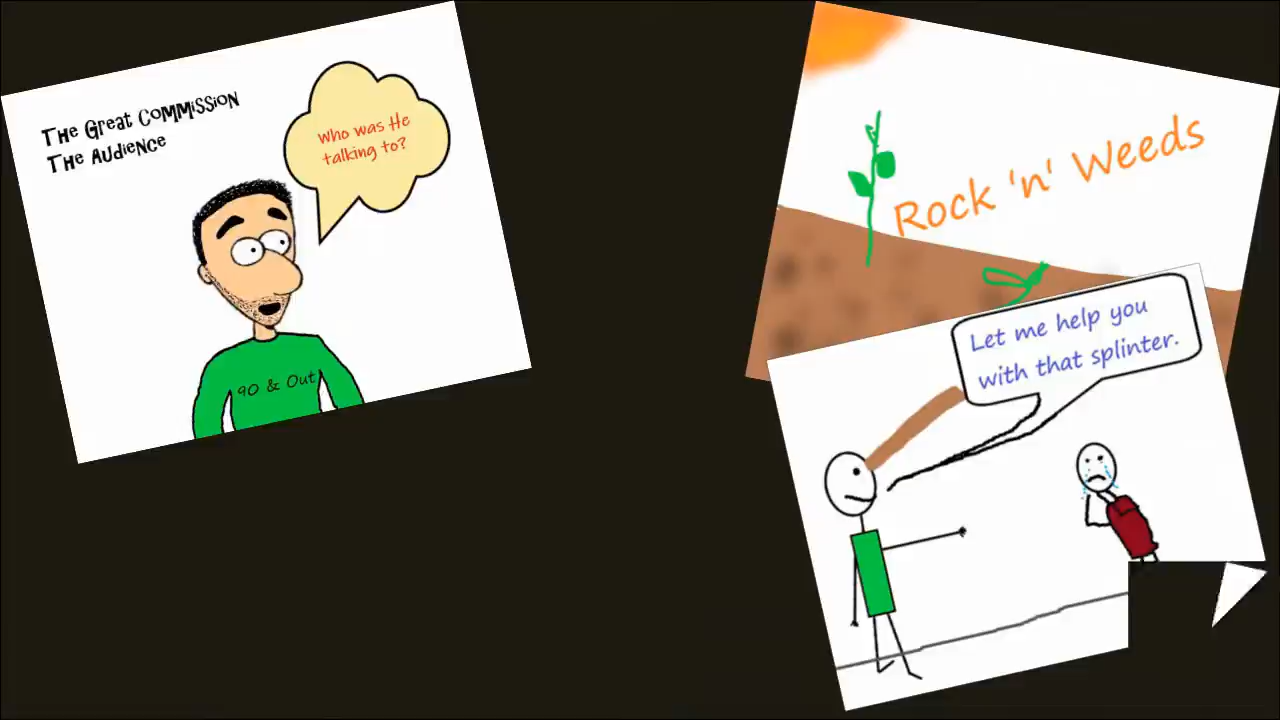 The Great Commission
The Audience
Who was He
talking to?
90 & Out
Rock 'n' Weeds
Let me help you
with that splinter.